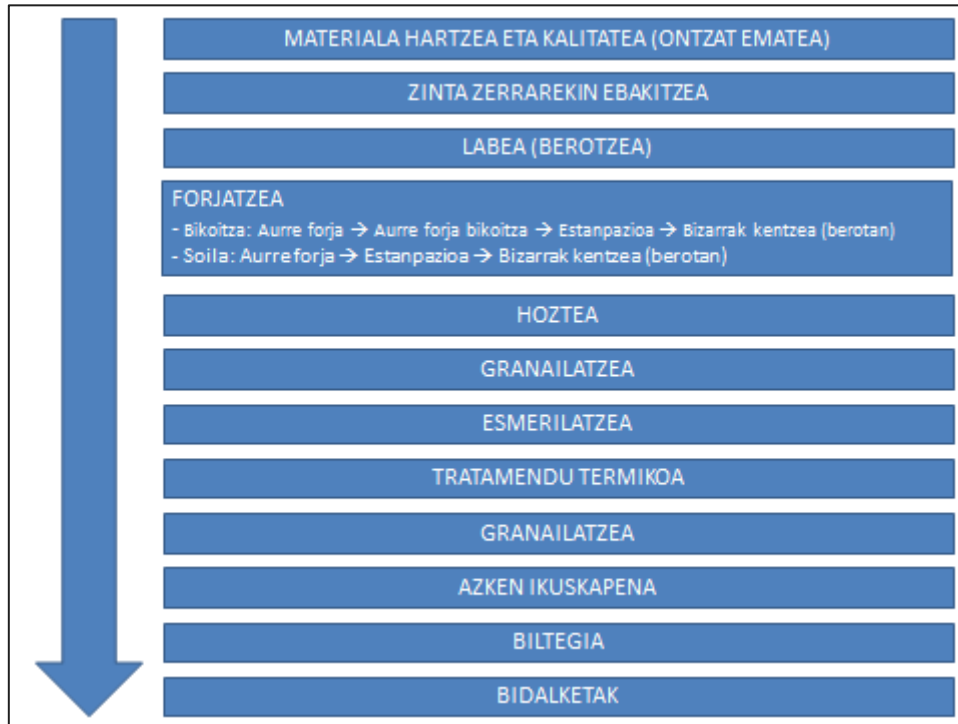 MATERIALA HARTZEA ETA KALITATEA (ONTZAT EMATEA)
ZINTA ZERRAREKIN EBAKITZEA
LABEA (BEROTZEA)
FORJATZEA
- Bikoitza: Aurre forja → Aurre forja bikoitza → Estanpazioa → Bizarrak kentzea (berotan)
- Soila: Aurre forja → Estanpazioa → Bizarrak kentzea (berotan)
HOZTEA
GRANAILATZEA
ESMERILATZEA
TRATAMENDU TERMIKOA
GRANAILATZEA
AZKEN IKUSKAPENA
BILTEGIA
BIDALKETAK